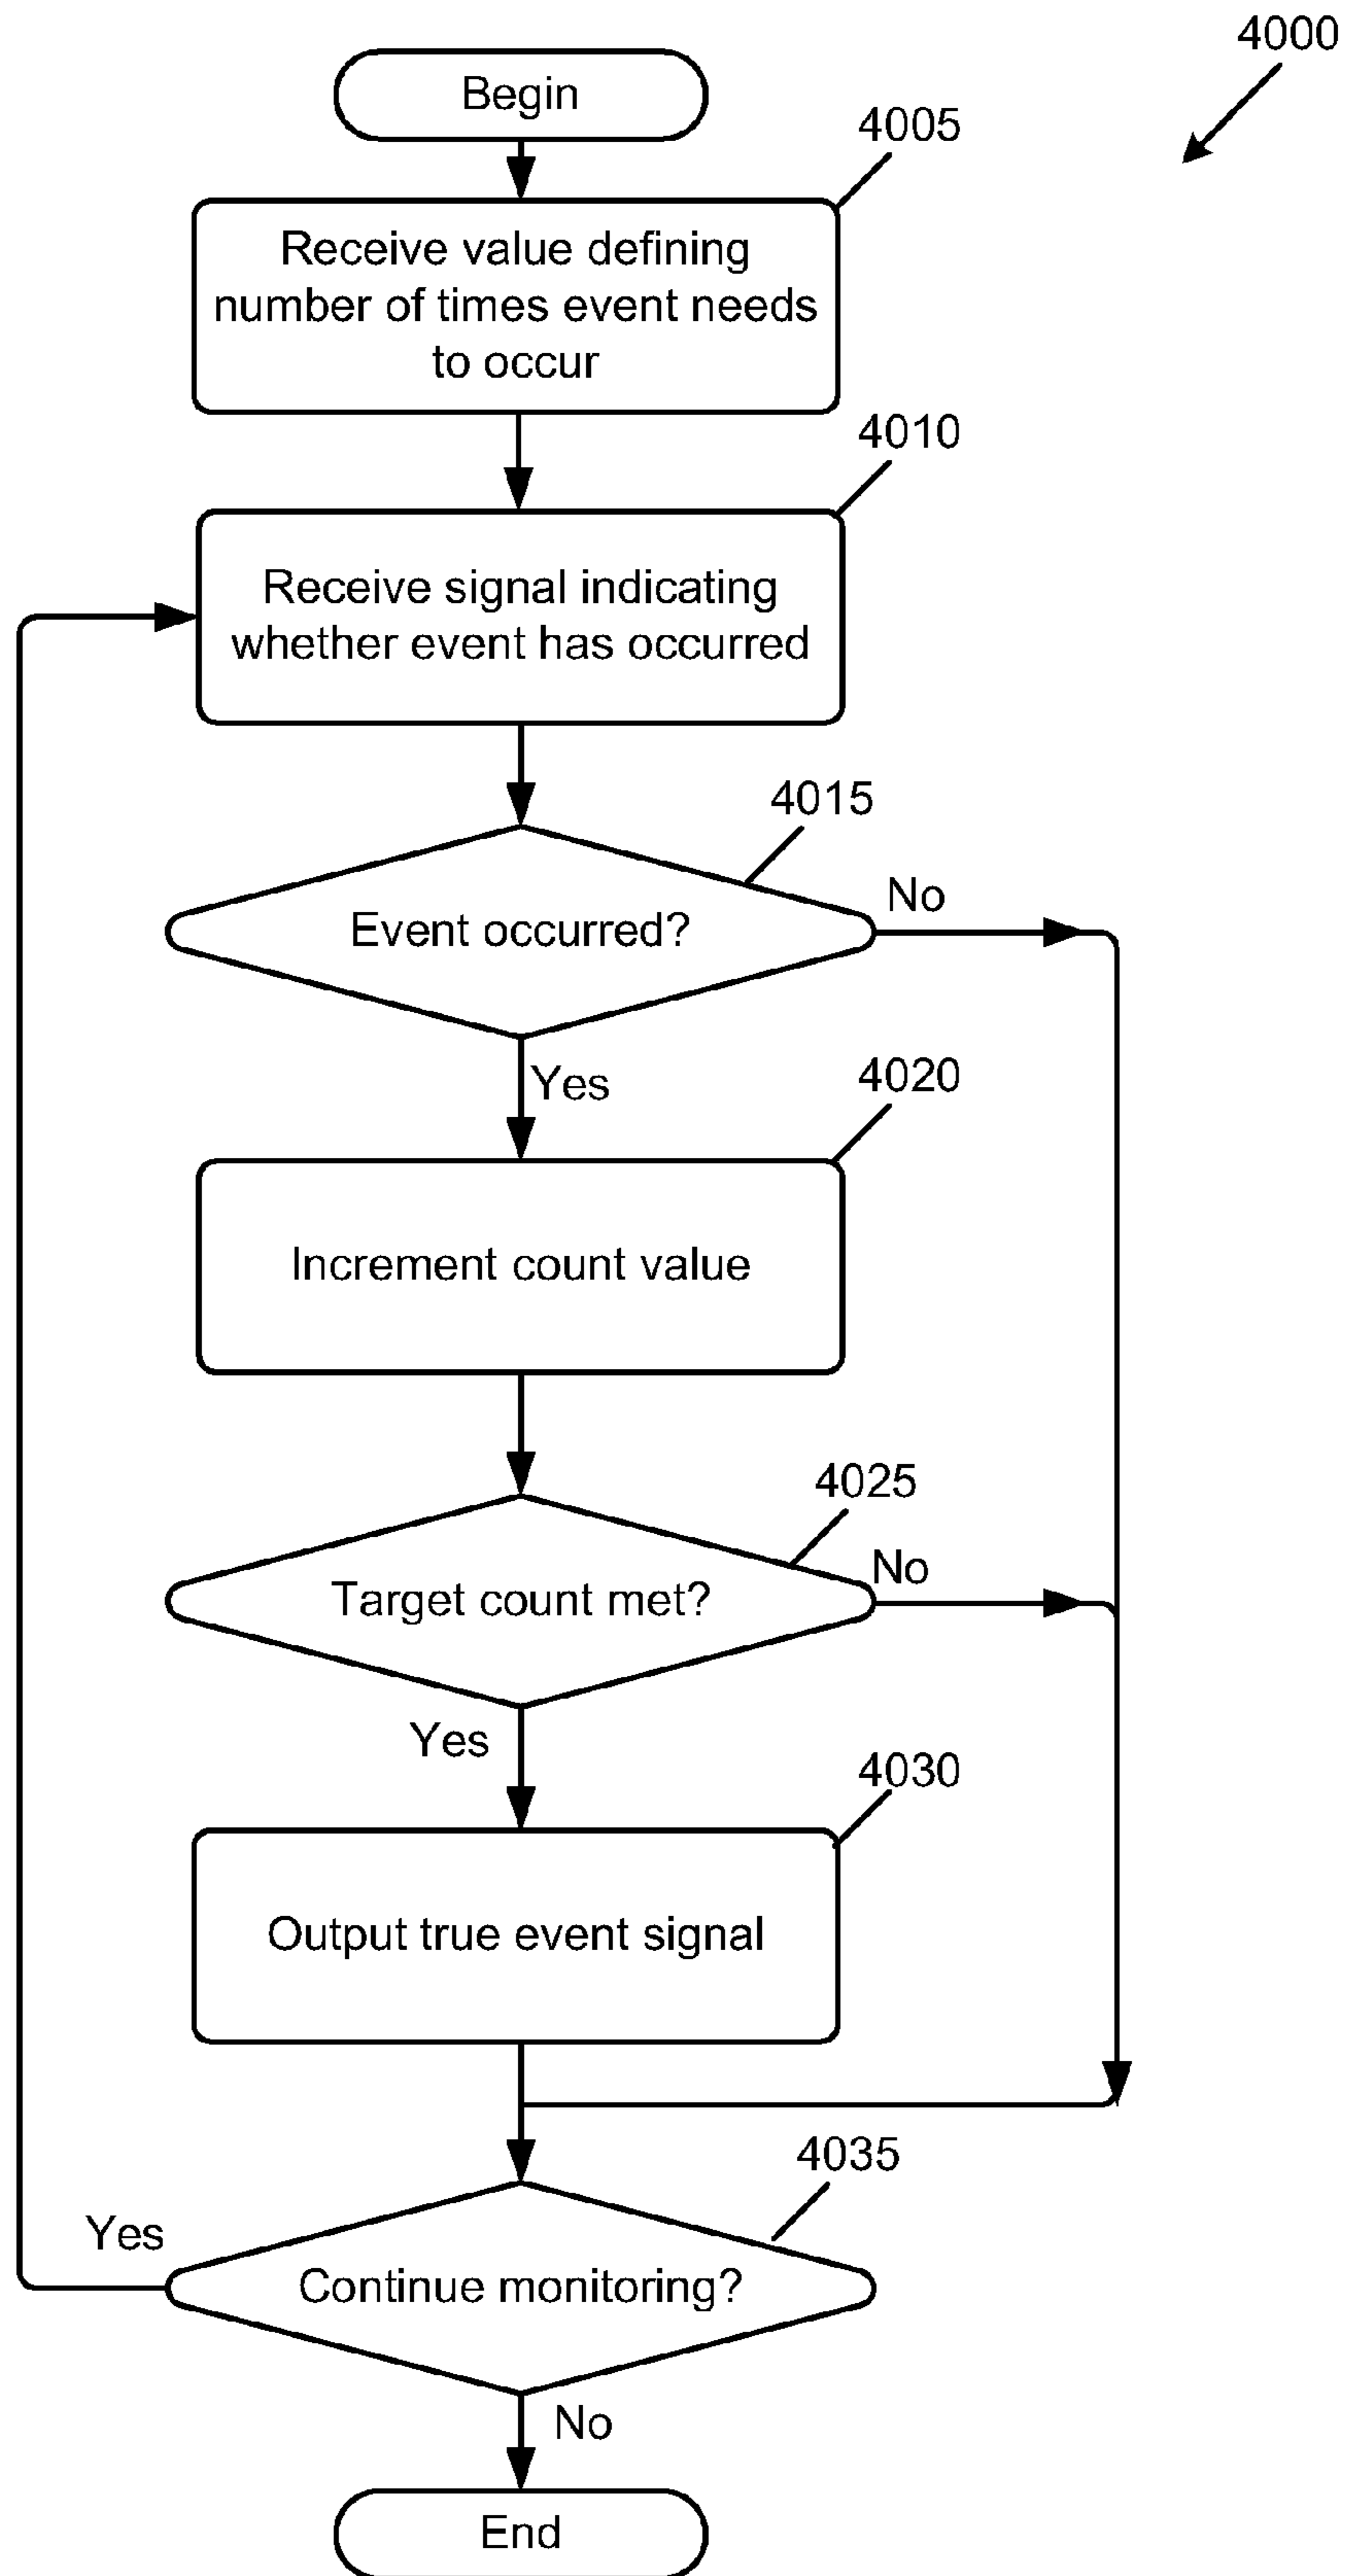 4000
Begin
4005
Receive value defining
number of times event needs
to occur
4010
Receive signal indicating
whether event has occurred
4015
Event occurred?
No
Yes
4020
Increment count value
4025
Target count met?
No
Yes
4030
Output true event signal
4035
Continue monitoring?
Yes
No
End